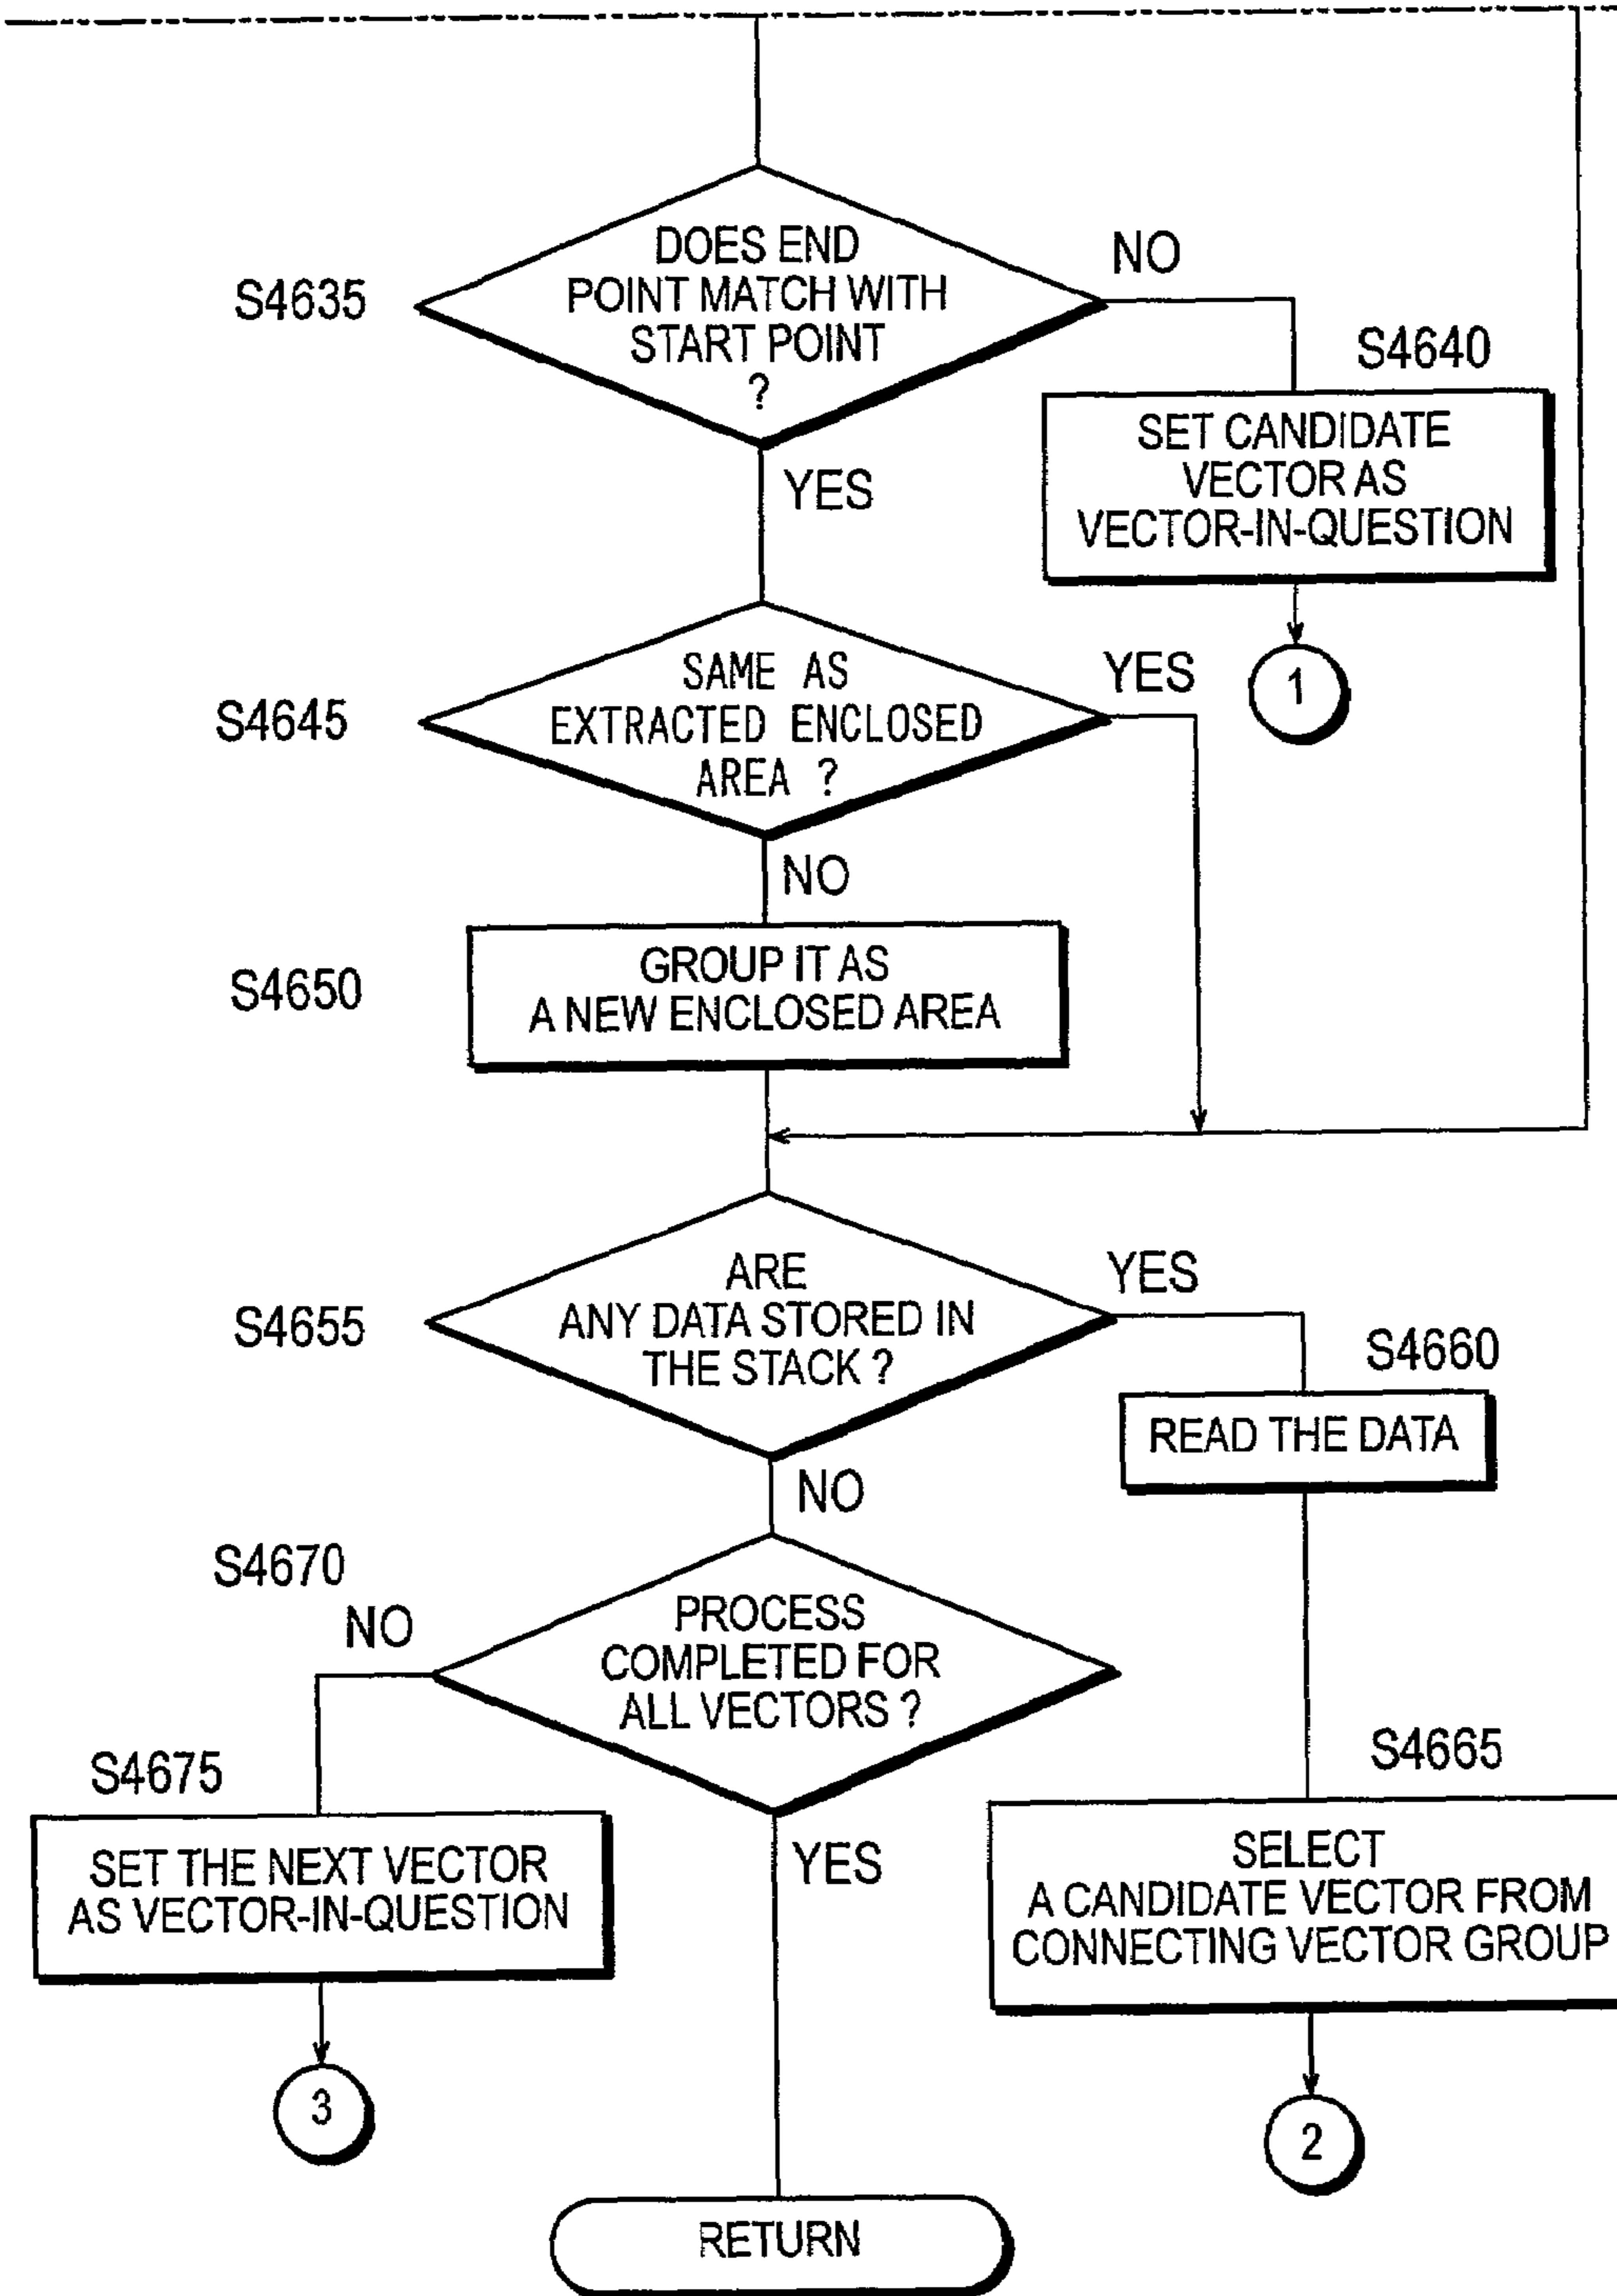 DOES END
POINT MATCH WITH
START POINT
?
S4635
NO
S4640
SET CANDIDATE
VECTOR AS
VECTOR-IN-QUESTION
1
YES
SAME AS
EXTRACTED ENCLOSED
AREA ?
S4645
YES
NO
S4650
GROUP IT AS
A NEW ENCLOSED AREA
ARE
ANY DATA STORED IN
THE STACK ?
S4655
YES
S4660
READ THE DATA
NO
S4670
NO
PROCESS
COMPLETED FOR
ALL VECTORS ?
S4675
SET THE NEXT VECTOR
AS VECTOR-IN-QUESTION
3
YES
S4665
SELECT
A CANDIDATE VECTOR FROM
CONNECTING VECTOR GROUP
2
RETURN